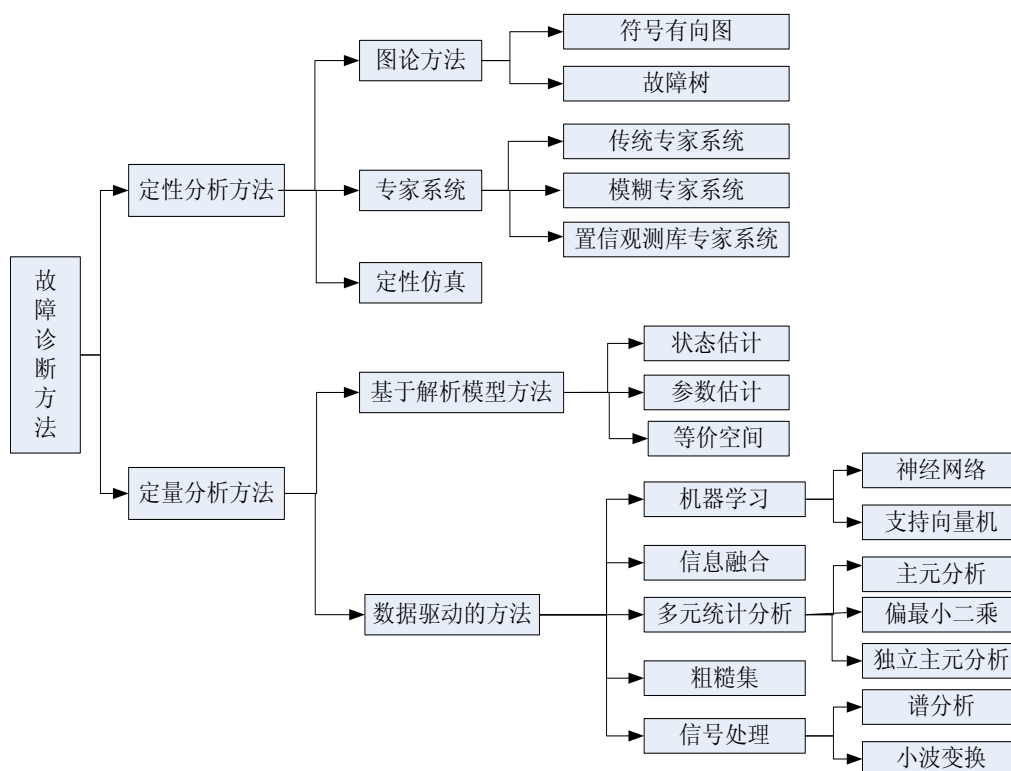 故障诊断方法
定性分析方法
图论方法
符号有向图
故障树
专家系统
传统专家系统
模糊专家系统
置信观测库专家系统
定性仿真
定量分析方法
基于解析模型方法
状态估计
参数估计
等价空间
数据驱动的方法
机器学习
神经网络
支持向量机
信息融合
多元统计分析
主元分析
偏最小二乘
独立主元分析
粗糙集
信号处理
谱分析
小波变换